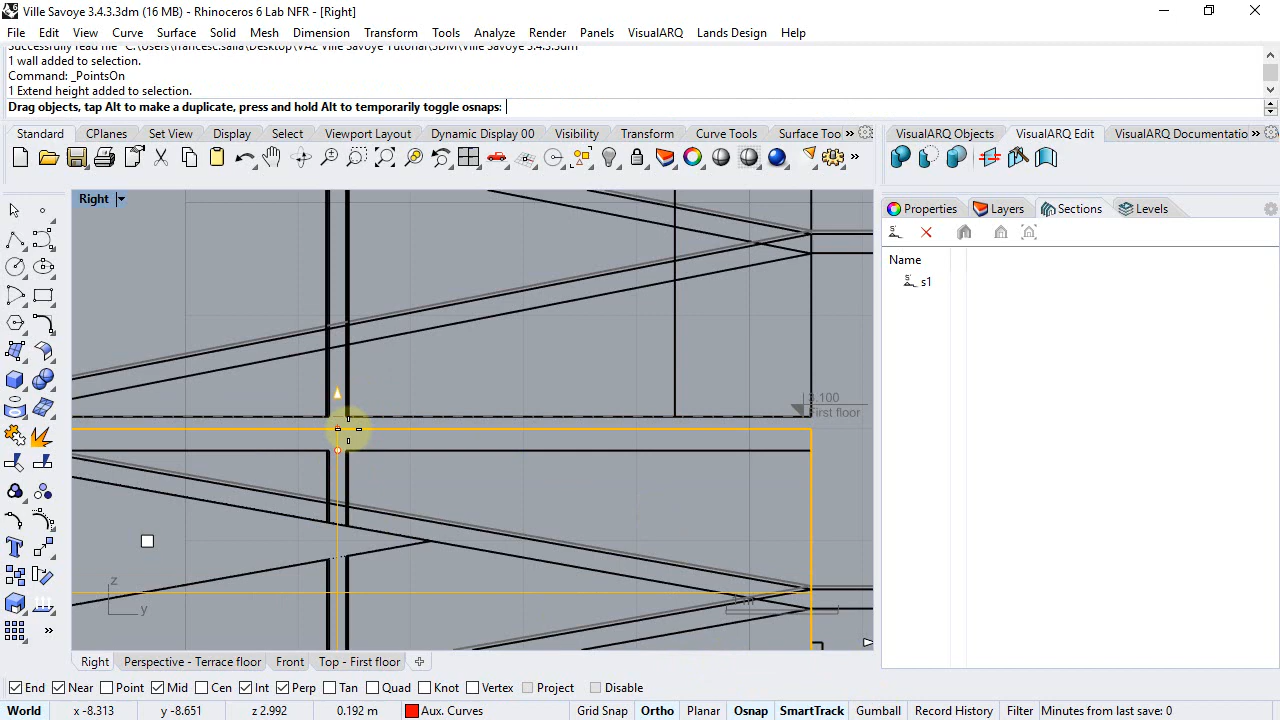 Ville Savoye 3.4.3.3dm (16 MB) - Rhinoceros 6 Lab NFR - [Right]
File Edit View Curve Surface Solid Mesh Dimension Transform Tools Analyze Render Panels VisualARQ Lands Design Help
1 wall added to selection.
Command: _PointsOn
1 Extend height added to selection.
Drag objects, tap Alt to make a duplicate, press and hold Alt to temporarily toggle osnaps:
Standard CPlanes Set View Display Select Viewport Layout Dynamic Display 00 Visibility Transform Curve Tools Surface Too »
VisualARQ Objects VisualARQ Edit VisualARQ Documentatio »
Right
Properties Layers Sections Levels
Name
s1
3.100
First floor
z
y
Right Perspective - Terrace floor Front Top - First floor
End Near Point Mid Cen Int Perp Tan Quad Knot Vertex Project Disable
World x -8.313 y -8.651 z 2.992 0.192 m Aux. Curves Grid Snap Ortho Planar Osnap SmartTrack Gumball Record History Filter Minutes from last save: 0